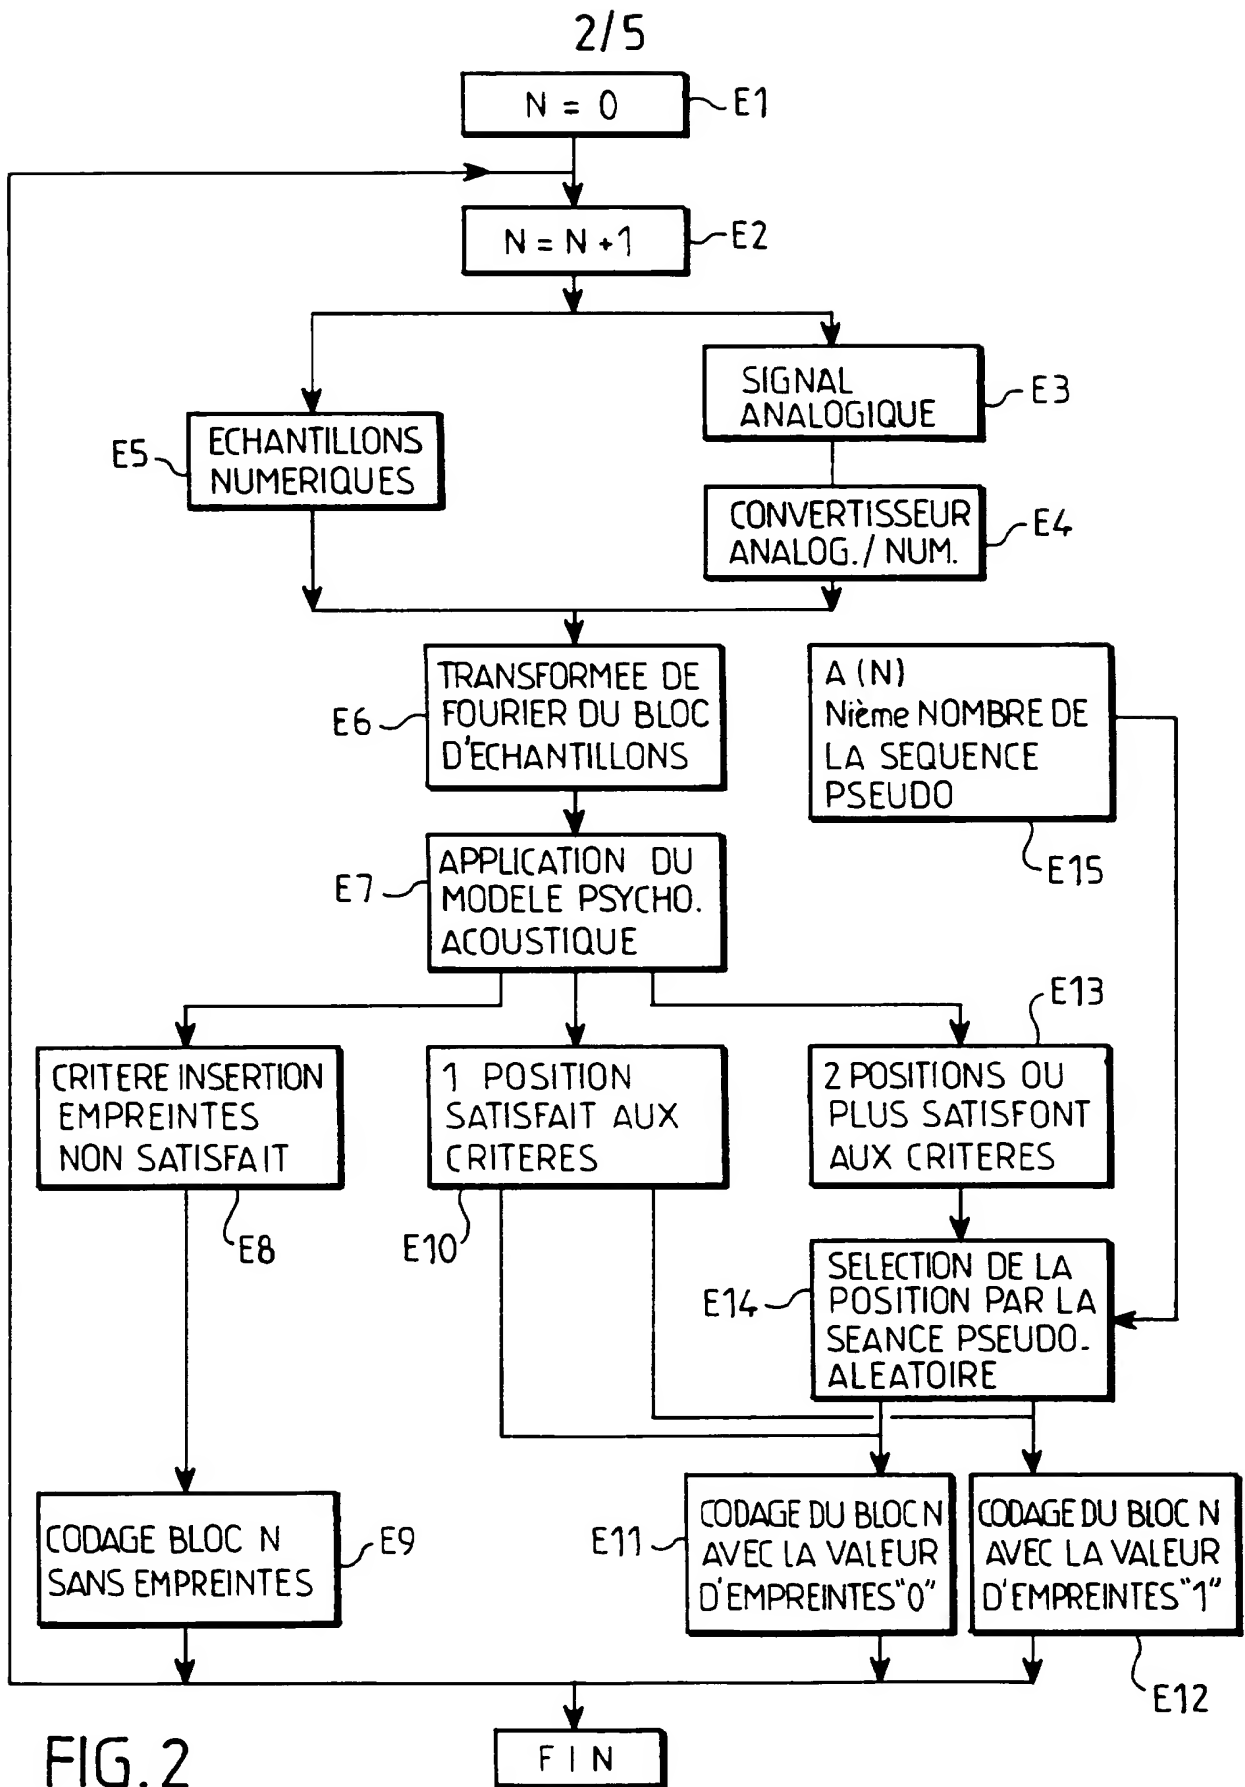 2/5
N = 0
E1
N = N +1
E2
SIGNAL
ANALOGIQUE
E3
ECHANTILLONS
NUMERIQUES
E5
CONVERTISSEUR
ANALOG./ NUM.
E4
TRANSFORMEE DE
FOURIER DU BLOC
D'ECHANTILLONS
E6
A (N)
Nième NOMBRE DE
LA SEQUENCE
PSEUDO
E15
APPLICATION DU
MODELE PSYCHO.
ACOUSTIQUE
E7
E13
CRITERE INSERTION
EMPREINTES
NON SATISFAIT
E8
1 POSITION
SATISFAIT AUX
CRITERES
E10
2 POSITIONS OU
PLUS SATISFONT
AUX CRITERES
SELECTION DE LA
POSITION PAR LA
SEANCE PSEUDO.
ALEATOIRE
E14
CODAGE BLOC N
SANS EMPREINTES
E9
CODAGE DU BLOC N
AVEC LA VALEUR
D'EMPREINTES "0"
E11
CODAGE DU BLOC N
AVEC LA VALEUR
D'EMPREINTES "1"
E12
FIN
FIG. 2